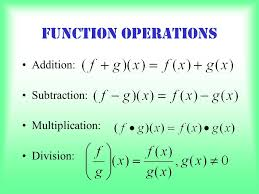 FUNCTION OPERATIONS
• Addition: (f + g)(x) = f(x) + g(x)
• Subtraction: (f − g)(x) = f(x) − g(x)
• Multiplication: (f • g)(x) = f(x) • g(x)
• Division: (f/g)(x) = f(x)/g(x), g(x) ≠ 0